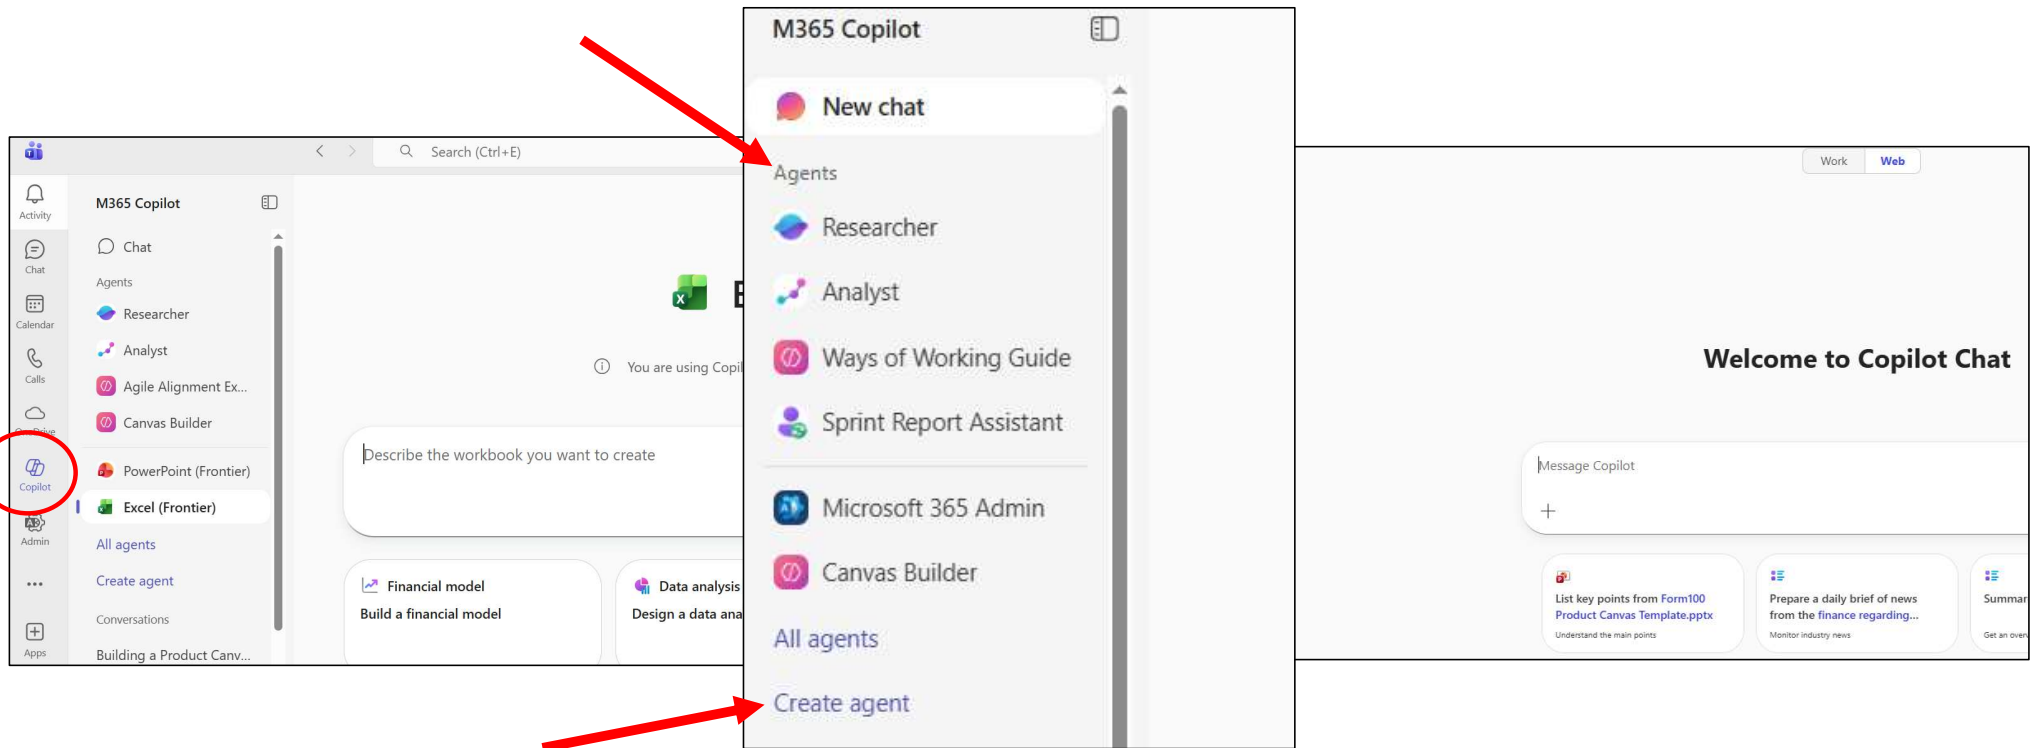 Search (Ctrl+E)
Activity
Chat
Calendar
Calls
OneDrive
Copilot
Admin
Apps
M365 Copilot
Chat
Agents
Researcher
Analyst
Agile Alignment Ex...
Canvas Builder
PowerPoint (Frontier)
Excel (Frontier)
All agents
Create agent
Conversations
Building a Product Canv...
You are using Copil
Describe the workbook you want to create
Financial model
Build a financial model
Data analysis
Design a data ana
M365 Copilot
New chat
Agents
Researcher
Analyst
Ways of Working Guide
Sprint Report Assistant
Microsoft 365 Admin
Canvas Builder
All agents
Create agent
Work Web
Welcome to Copilot Chat
Message Copilot
List key points from Form100
Product Canvas Template.pptx
Understand the main points
Prepare a daily brief of news
from the finance regarding...
Monitor industry news
Summar
Get an over